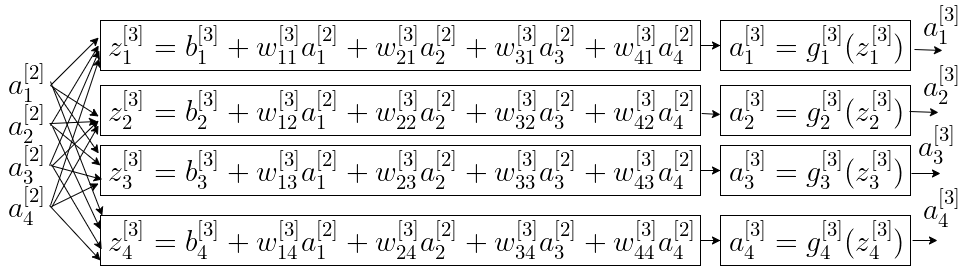 a_1^{[2]}
a_2^{[2]}
a_3^{[2]}
a_4^{[2]}
z_1^{[3]} = b_1^{[3]} + w_{11}^{[3]}a_1^{[2]} + w_{21}^{[3]}a_2^{[2]} + w_{31}^{[3]}a_3^{[2]} + w_{41}^{[3]}a_4^{[2]}
a_1^{[3]} = g_1^{[3]}(z_1^{[3]})
a_1^{[3]}
z_2^{[3]} = b_2^{[3]} + w_{12}^{[3]}a_1^{[2]} + w_{22}^{[3]}a_2^{[2]} + w_{32}^{[3]}a_3^{[2]} + w_{42}^{[3]}a_4^{[2]}
a_2^{[3]} = g_2^{[3]}(z_2^{[3]})
a_2^{[3]}
z_3^{[3]} = b_3^{[3]} + w_{13}^{[3]}a_1^{[2]} + w_{23}^{[3]}a_2^{[2]} + w_{33}^{[3]}a_3^{[2]} + w_{43}^{[3]}a_4^{[2]}
a_3^{[3]} = g_3^{[3]}(z_3^{[3]})
a_3^{[3]}
z_4^{[3]} = b_4^{[3]} + w_{14}^{[3]}a_1^{[2]} + w_{24}^{[3]}a_2^{[2]} + w_{34}^{[3]}a_3^{[2]} + w_{44}^{[3]}a_4^{[2]}
a_4^{[3]} = g_4^{[3]}(z_4^{[3]})
a_4^{[3]}